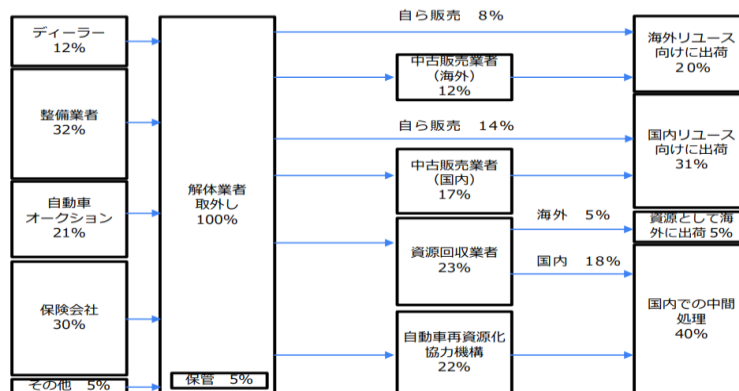 ディーラー
12%
整備業者
32%
自動車
オークション
21%
保険会社
30%
その他 5%
解体業者
取外し
100%
保管 5%
自ら販売 8%
中古販売業者
(海外)
12%
自ら販売 14%
中古販売業者
(国内)
17%
資源回収業者
23%
海外 5%
国内 18%
自動車再資源化
協力機構
22%
海外リユース
向けに出荷
20%
国内リユース
向けに出荷
31%
資源として海
外に出荷 5%
国内での中間
処理
40%